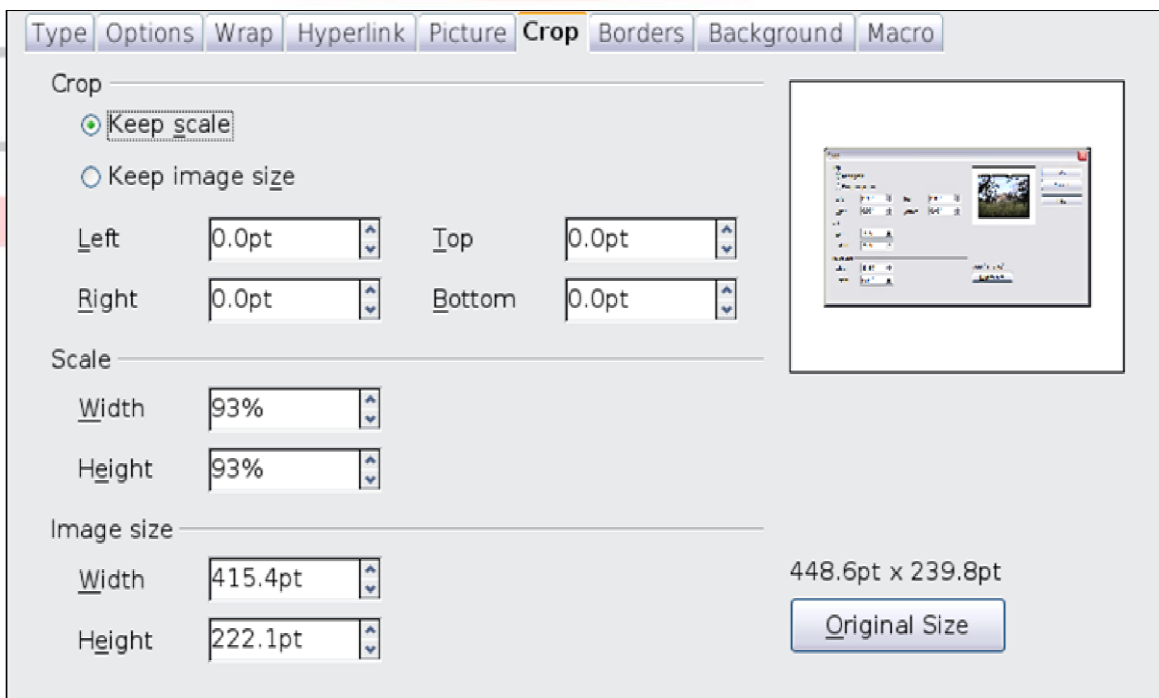 Type Options Wrap Hyperlink Picture Crop Borders Background Macro
Crop
Keep scale
Keep image size
Left 0.0pt Top 0.0pt
Right 0.0pt Bottom 0.0pt
Scale
Width 93%
Height 93%
Image size
Width 415.4pt
448.6pt x 239.8pt
Height 222.1pt
Original Size